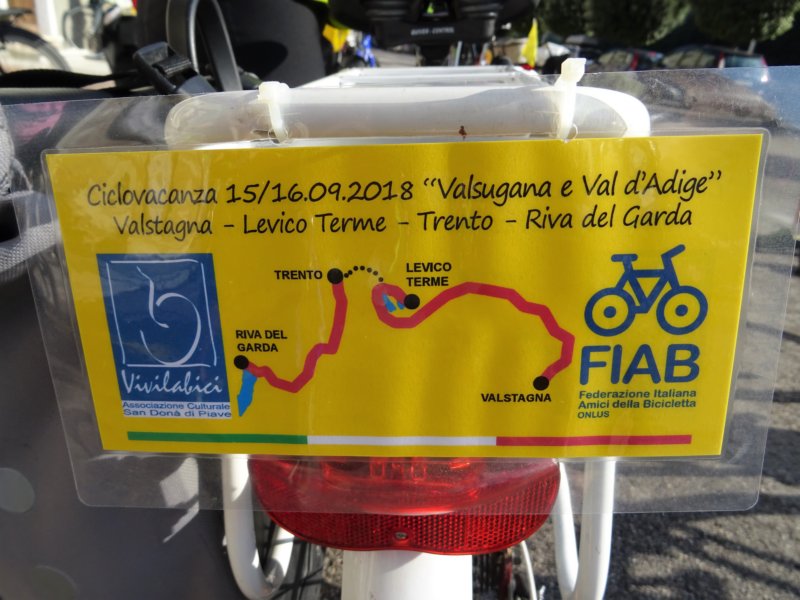 Ciclovacanza 15/16.09.2018 “Valsugana e Val d'Adige”
Valstagna - Levico Terme - Trento - Riva del Garda
TRENTO
LEVICO
TERME
RIVA DEL
GARDA
VALSTAGNA
Vivilabici
Associazione Culturale
San Donà di Piave
FIAB
Federazione Italiana
Amici della Bicicletta
ONLUS